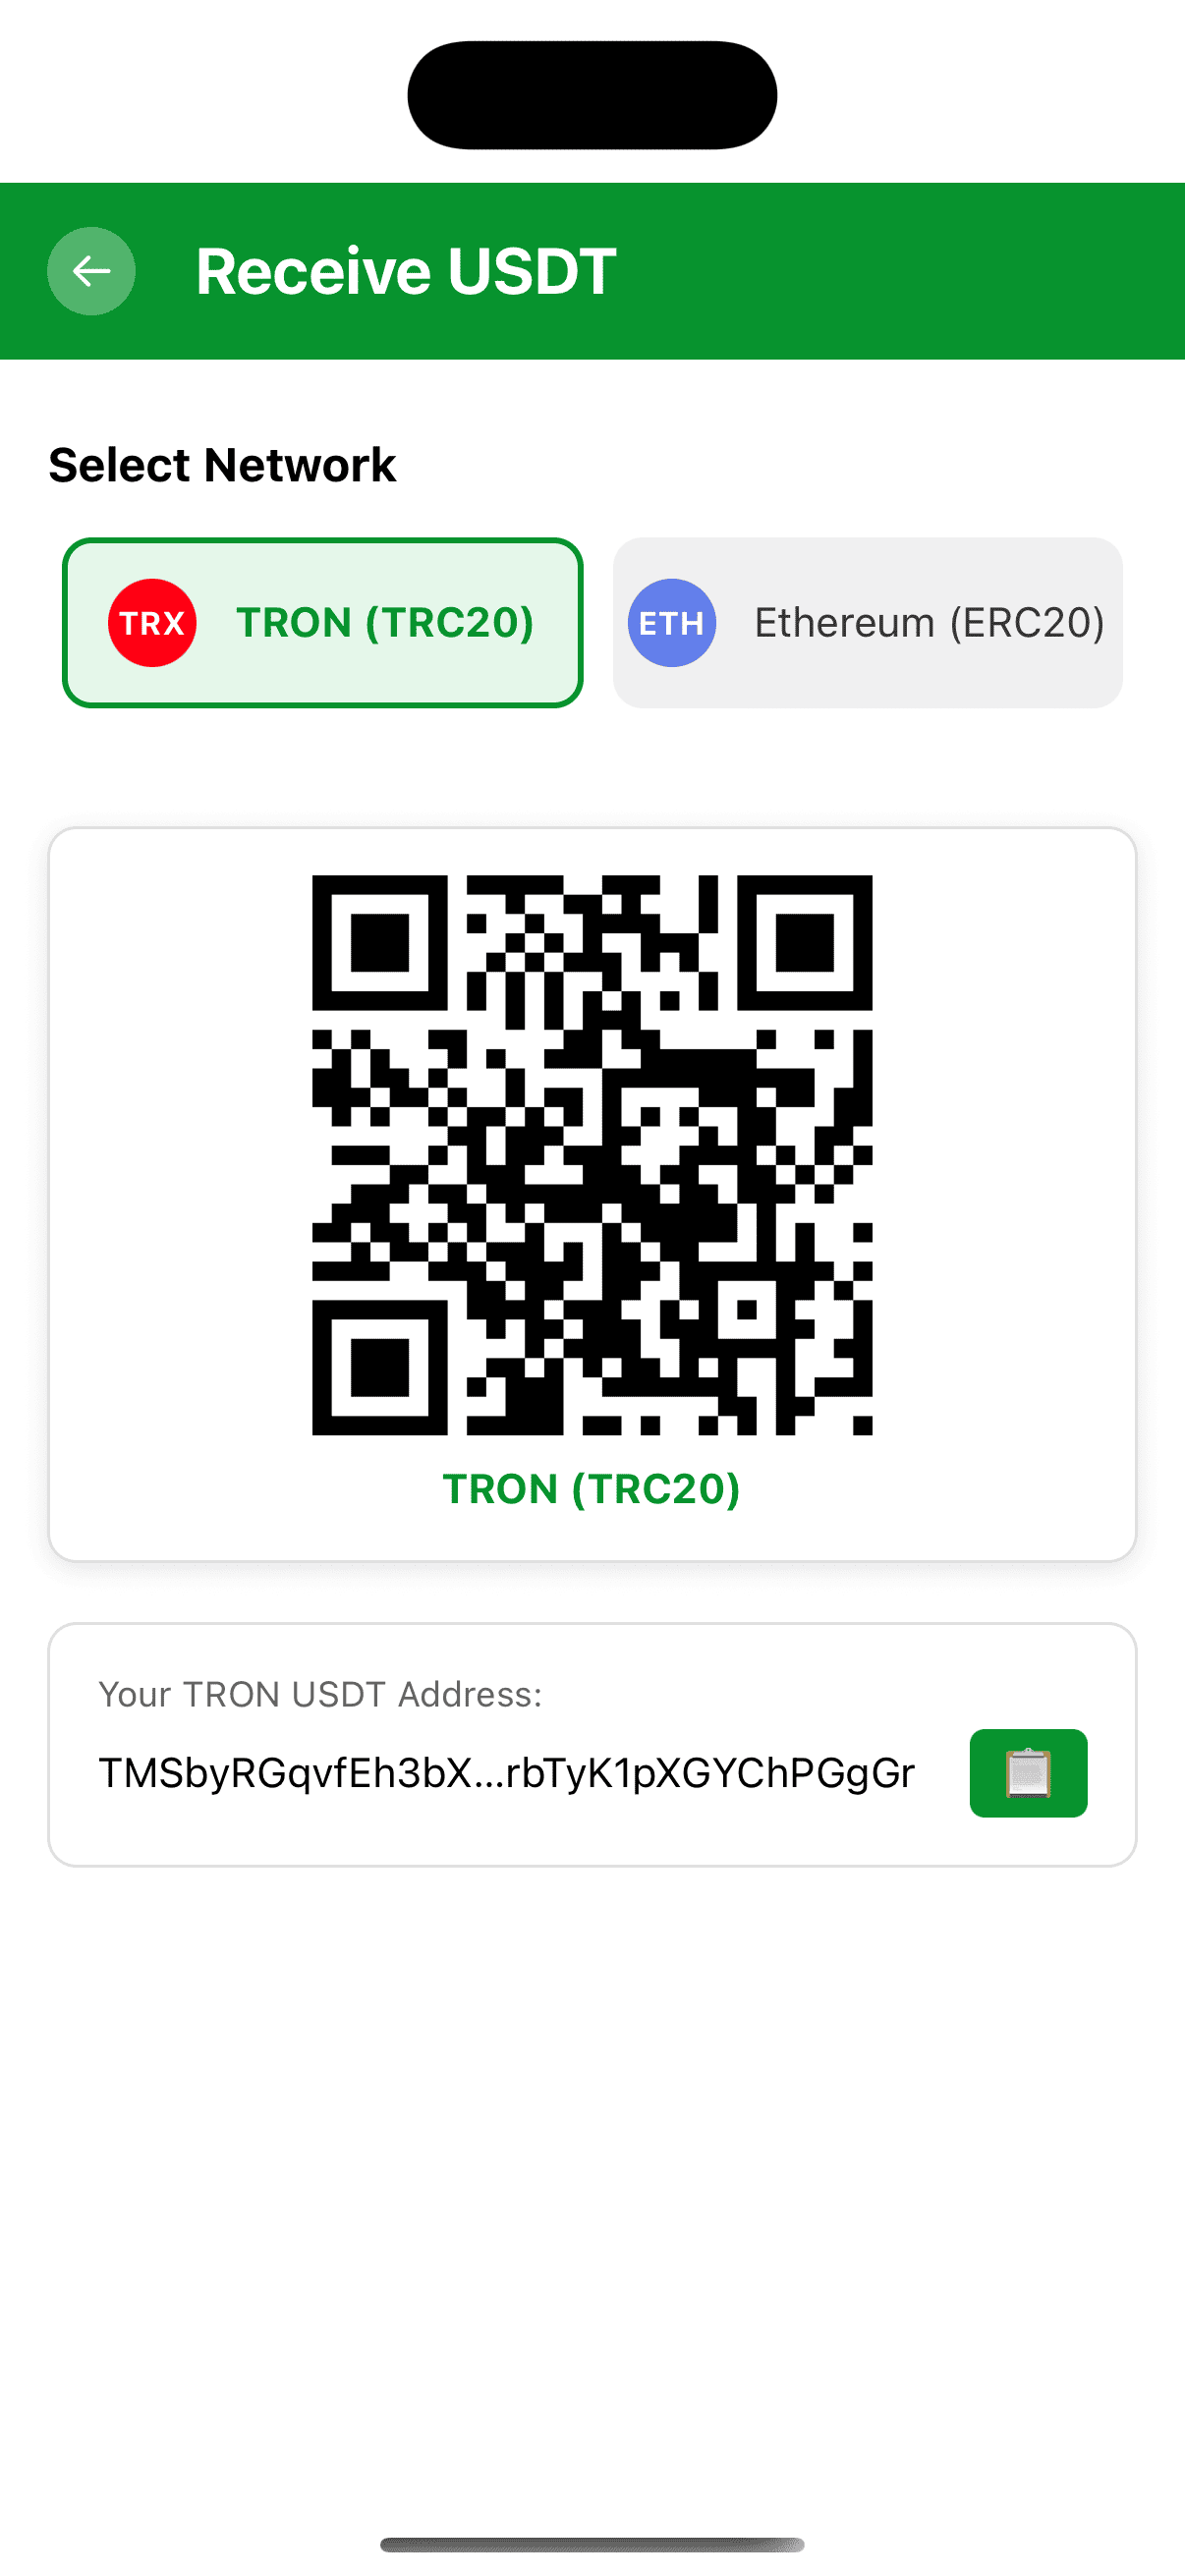 Receive USDT
Select Network
TRX TRON (TRC20)
ETH Ethereum (ERC20)
TRON (TRC20)
Your TRON USDT Address:
TMSbyRGqvfEh3bX...rbTyK1pXGYChPGgGr